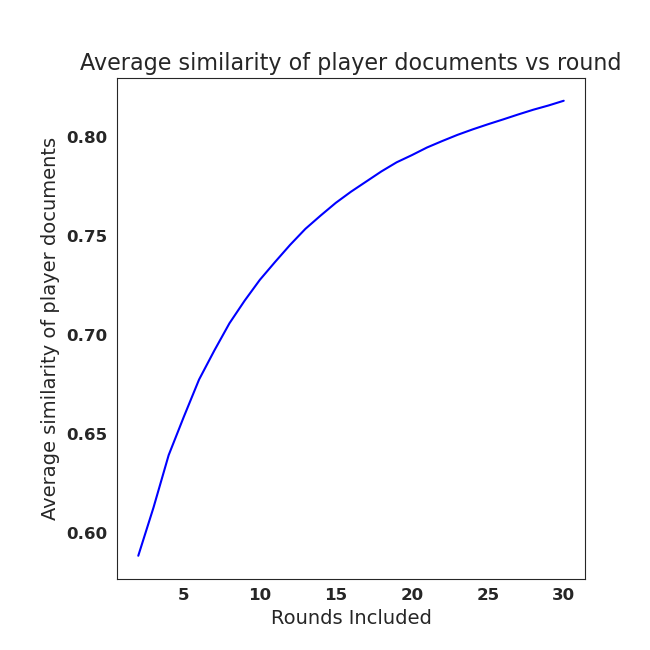 Average similarity of player documents vs round
Average similarity of player documents
0.80
0.75
0.70
0.65
0.60
5 10 15 20 25 30
Rounds Included